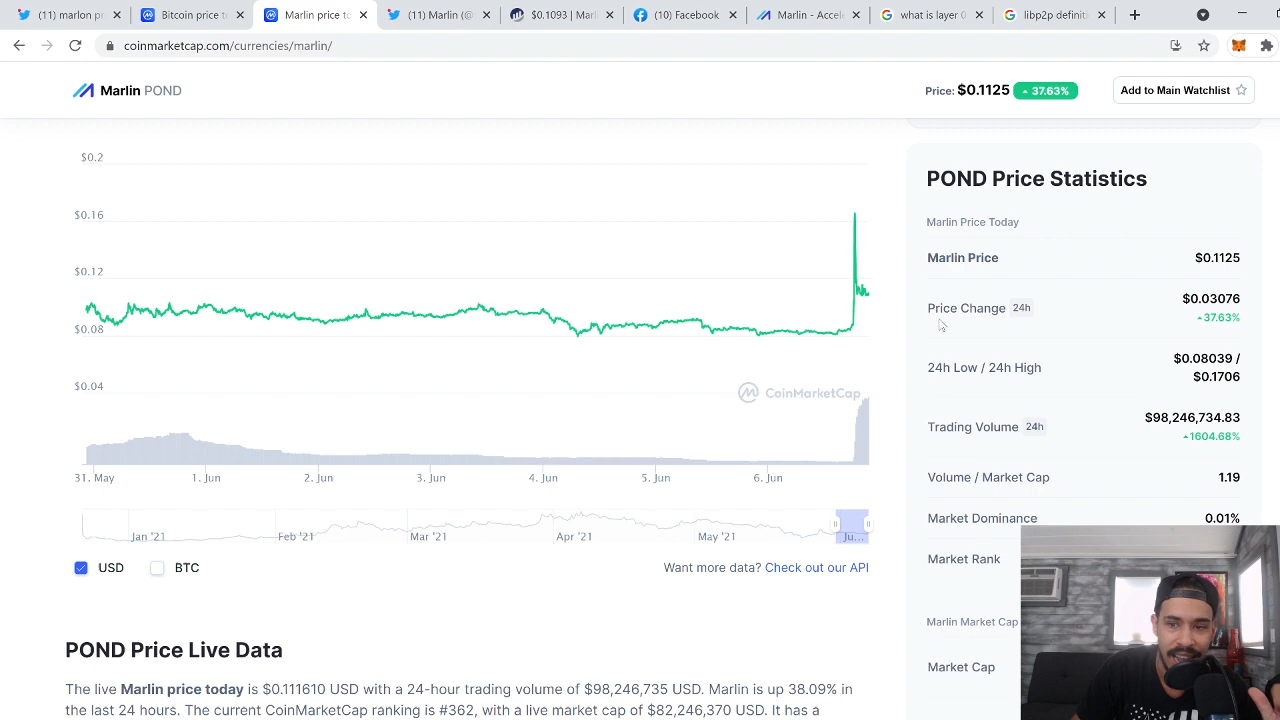 (11) marlon pr
Bitcoin price to
Marlin price to
(11) Marlin (@
$0.1093 | Marl
(10) Facebook
Marlin - Accel
what is layer
libp2p definit
coinmarketcap.com/currencies/marlin/
Marlin POND
Price: $0.1125 37.63%
Add to Main Watchlist
$0.2
$0.16
$0.12
$0.08
$0.04
CoinMarketCap
31. May 1. Jun 2. Jun 3. Jun 4. Jun 5. Jun 6. Jun
Jan '21 Feb '21 Mar '21 Apr '21 May '21 Ju...
USD BTC
Want more data? Check out our API
POND Price Live Data
The live Marlin price today is $0.111610 USD with a 24-hour trading volume of $98,246,735 USD. Marlin is up 38.09% in
the last 24 hours. The current CoinMarketCap ranking is #362, with a live market cap of $82,246,370 USD. It has a
POND Price Statistics
Marlin Price Today
Marlin Price $0.1125
Price Change 24h $0.03076
37.63%
24h Low / 24h High $0.08039 /
$0.1706
Trading Volume 24h $98,246,734.83
1604.68%
Volume / Market Cap 1.19
Market Dominance 0.01%
Market Rank
Marlin Market Cap
Market Cap